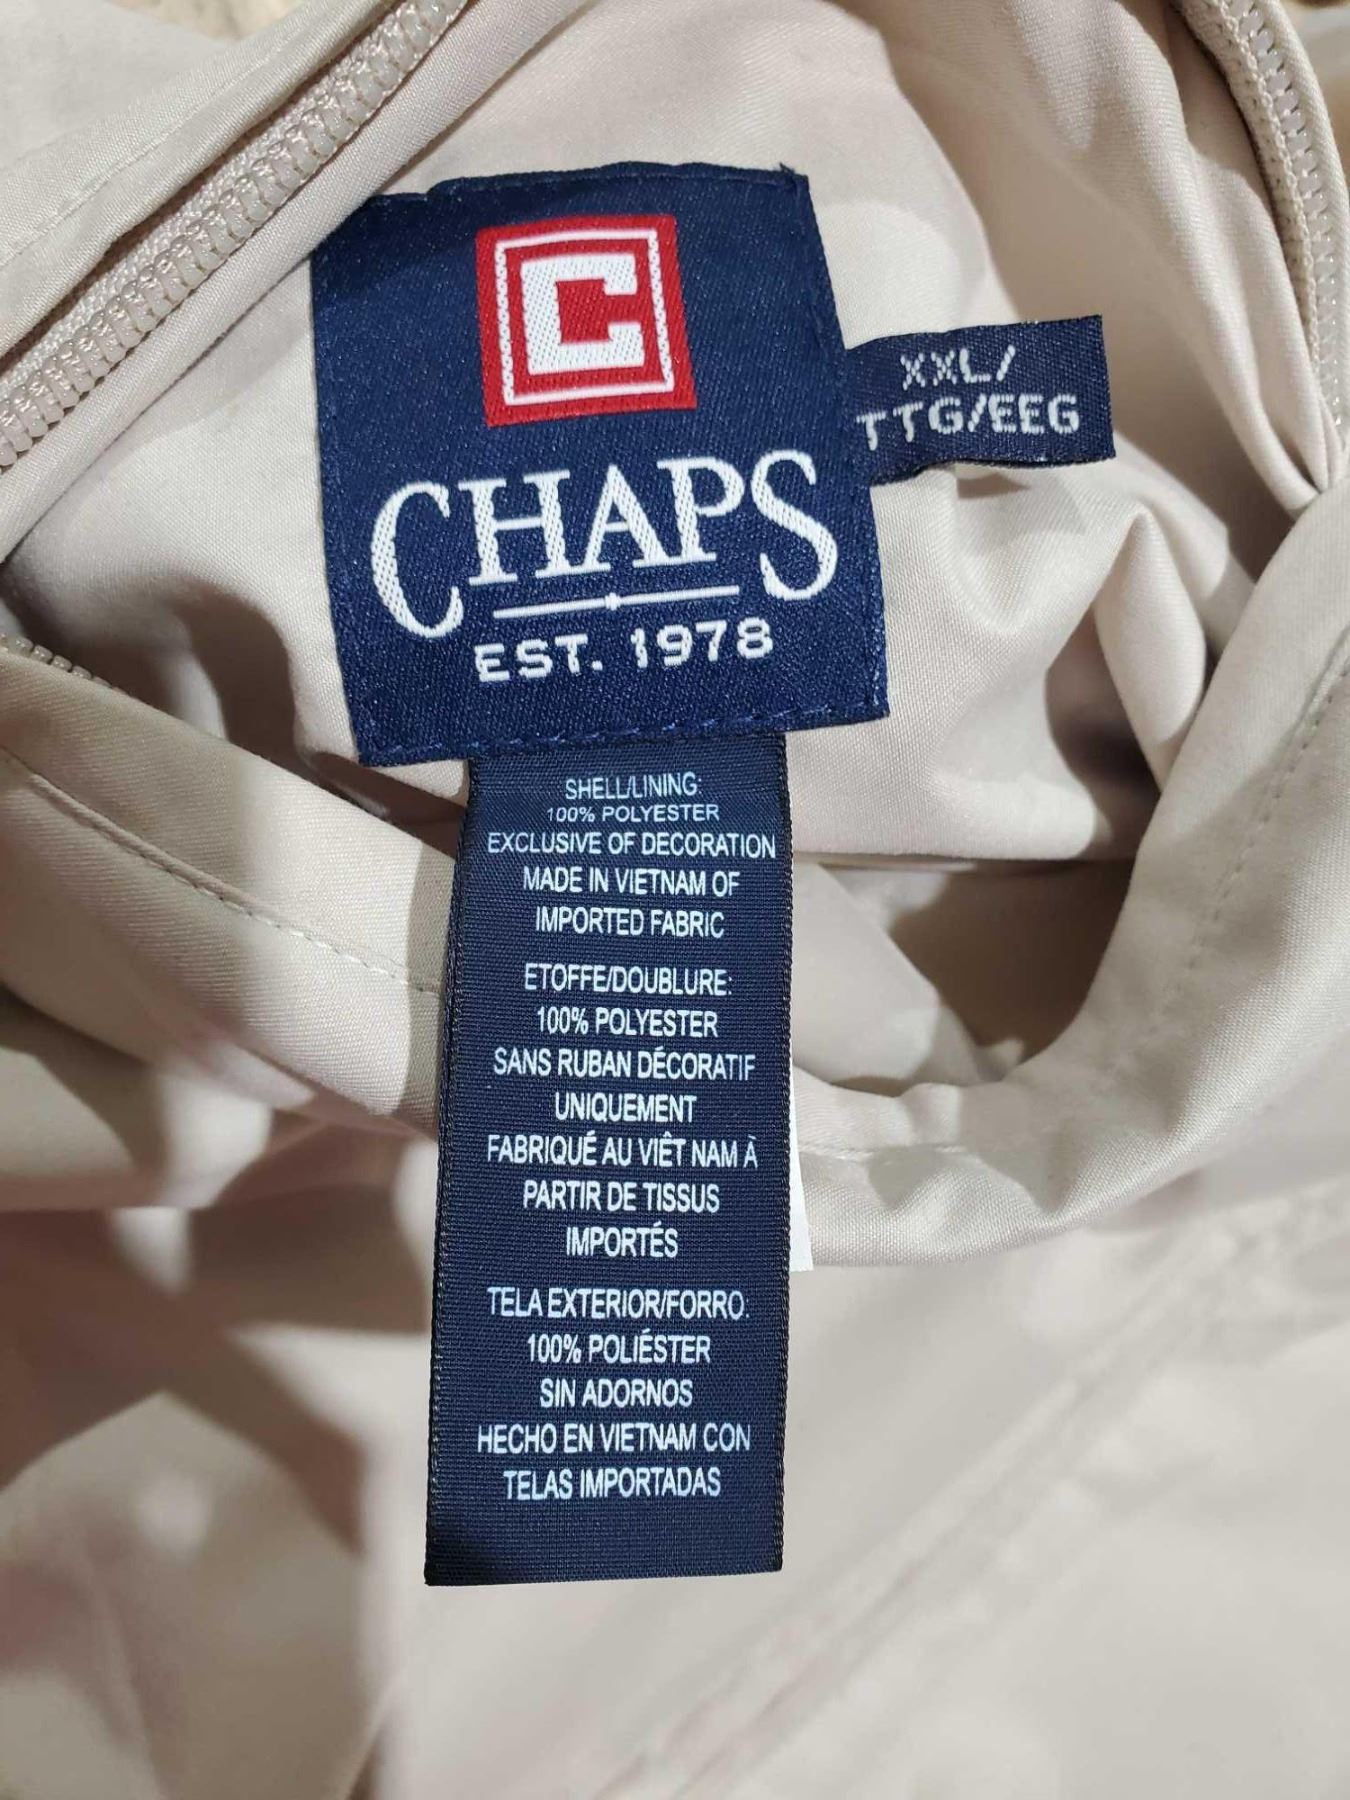 C
CHAPS
EST. 1978
XXL/
TTG/EEG
SHELL/LINING:
100% POLYESTER
EXCLUSIVE OF DECORATION
MADE IN VIETNAM OF
IMPORTED FABRIC
ETOFFE/DOUBLURE:
100% POLYESTER
SANS RUBAN DÉCORATIF
UNIQUEMENT
FABRIQUÉ AU VIÊT NAM À
PARTIR DE TISSUS
IMPORTÉS
TELA EXTERIOR/FORRO:
100% POLIÉSTER
SIN ADORNOS
HECHO EN VIETNAM CON
TELAS IMPORTADAS